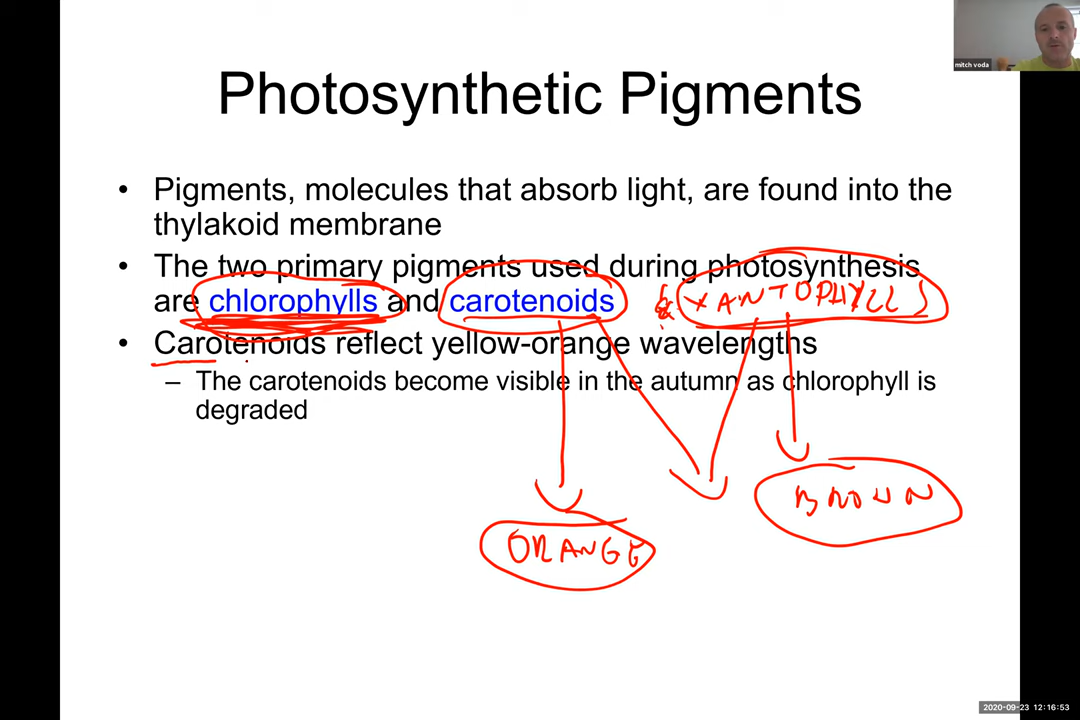 mitch voda
Photosynthetic Pigments
• Pigments, molecules that absorb light, are found into the
thylakoid membrane
• The two primary pigments used during photosynthesis
are chlorophylls and carotenoids & XANTOPHYLLS
• Carotenoids reflect yellow-orange wavelengths
– The carotenoids become visible in the autumn as chlorophyll is
degraded
BROWN
ORANGE
2020-09-23 12:16:53